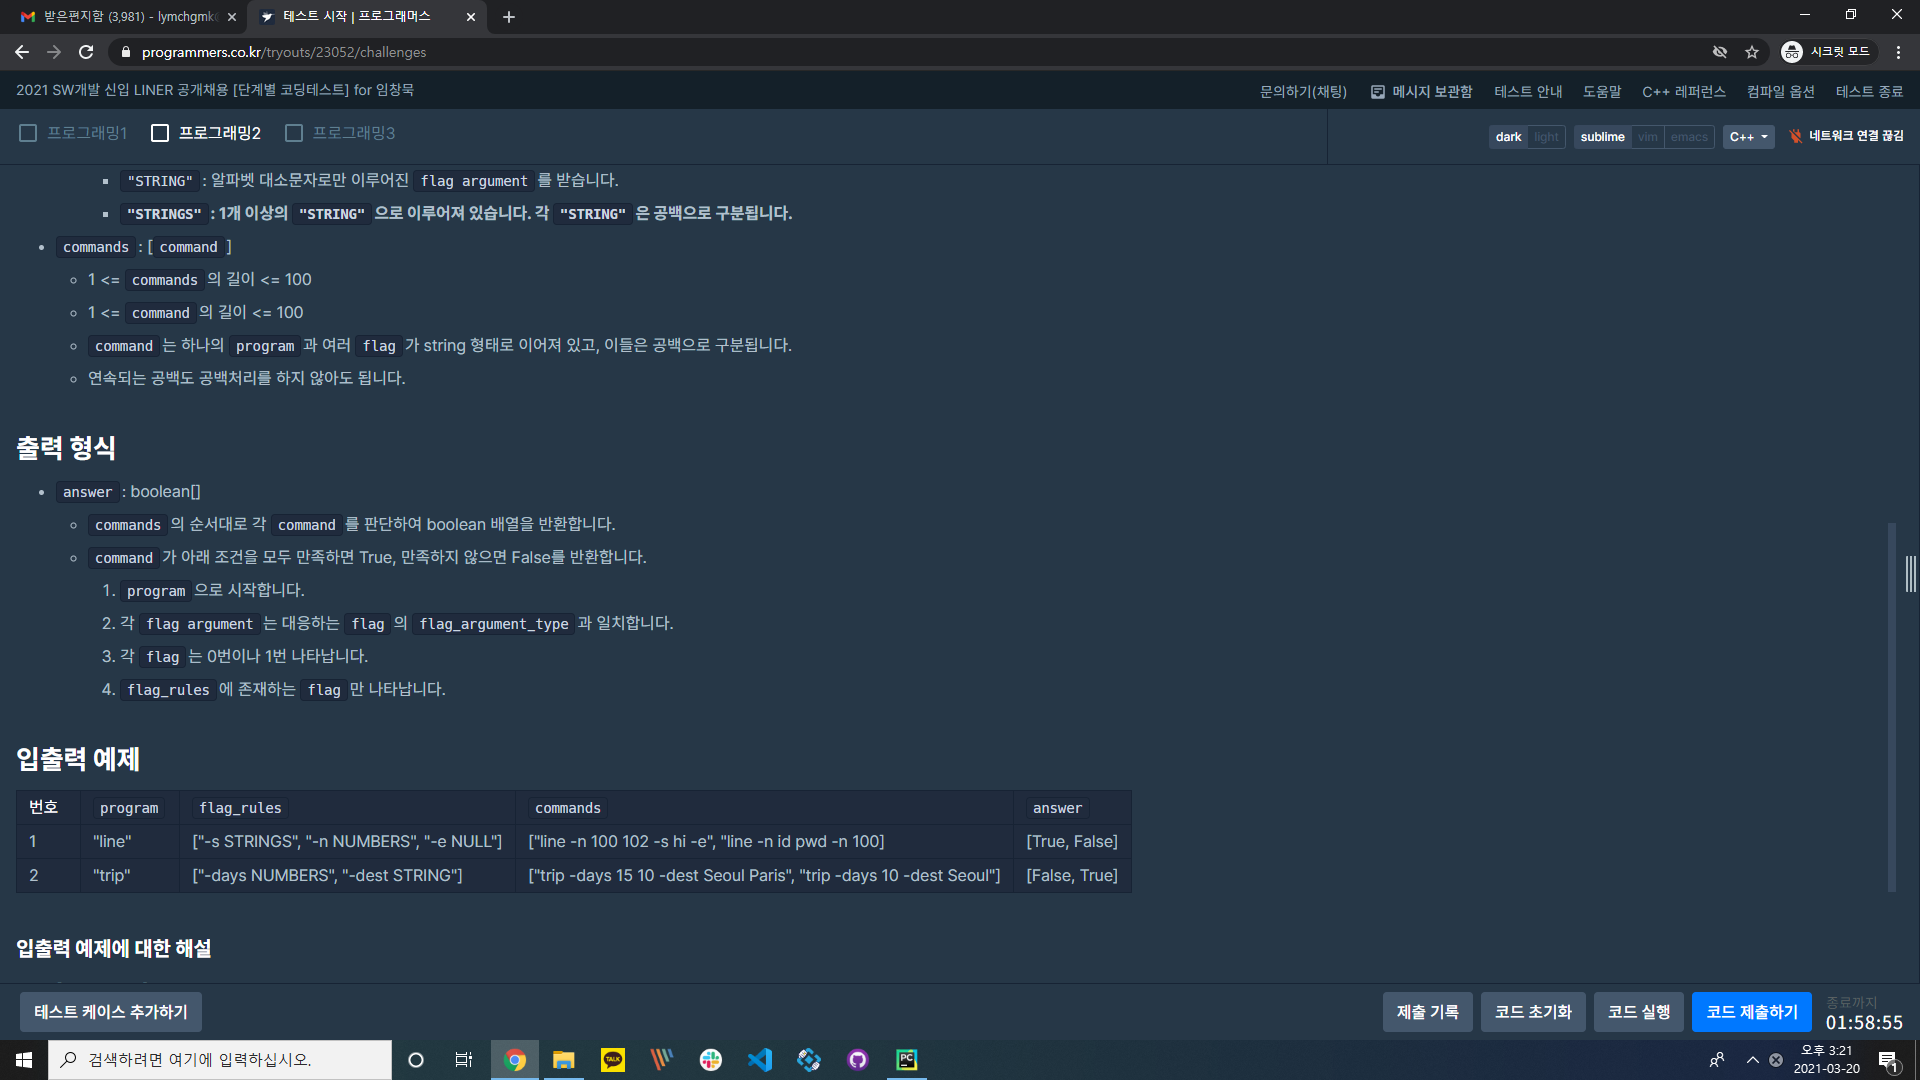 받은편지함 (3,981) - lymchgmk
테스트 시작 | 프로그래머스
programmers.co.kr/tryouts/23052/challenges
시크릿 모드
2021 SW개발 신입 LINER 공개채용 [단계별 코딩테스트] for 임창묵
문의하기(채팅) 메시지 보관함 테스트 안내 도움말 C++ 레퍼런스 컴파일 옵션 테스트 종료
프로그래밍1 프로그래밍2 프로그래밍3
dark light sublime vim emacs C++ 네트워크 연결 끊김
"STRING" : 알파벳 대소문자로만 이루어진 flag argument 를 받습니다.
"STRINGS" : 1개 이상의 "STRING" 으로 이루어져 있습니다. 각 "STRING" 은 공백으로 구분됩니다.
commands : [ command ]
1 <= commands 의 길이 <= 100
1 <= command 의 길이 <= 100
command 는 하나의 program 과 여러 flag 가 string 형태로 이어져 있고, 이들은 공백으로 구분됩니다.
연속되는 공백도 공백처리를 하지 않아도 됩니다.
출력 형식
answer : boolean[]
commands 의 순서대로 각 command 를 판단하여 boolean 배열을 반환합니다.
command 가 아래 조건을 모두 만족하면 True, 만족하지 않으면 False를 반환합니다.
1. program 으로 시작합니다.
2. 각 flag argument 는 대응하는 flag 의 flag_argument_type 과 일치합니다.
3. 각 flag 는 0번이나 1번 나타납니다.
4. flag_rules 에 존재하는 flag 만 나타납니다.
입출력 예제
번호 program flag_rules commands answer
1 "line" ["-s STRINGS", "-n NUMBERS", "-e NULL"] ["line -n 100 102 -s hi -e", "line -n id pwd -n 100] [True, False]
2 "trip" ["-days NUMBERS", "-dest STRING"] ["trip -days 15 10 -dest Seoul Paris", "trip -days 10 -dest Seoul"] [False, True]
입출력 예제에 대한 해설
테스트 케이스 추가하기 제출 기록 코드 초기화 코드 실행 코드 제출하기
종료까지
01:58:55
검색하려면 여기에 입력하십시오.
TALK
PC
오후 3:21
2021-03-20
1